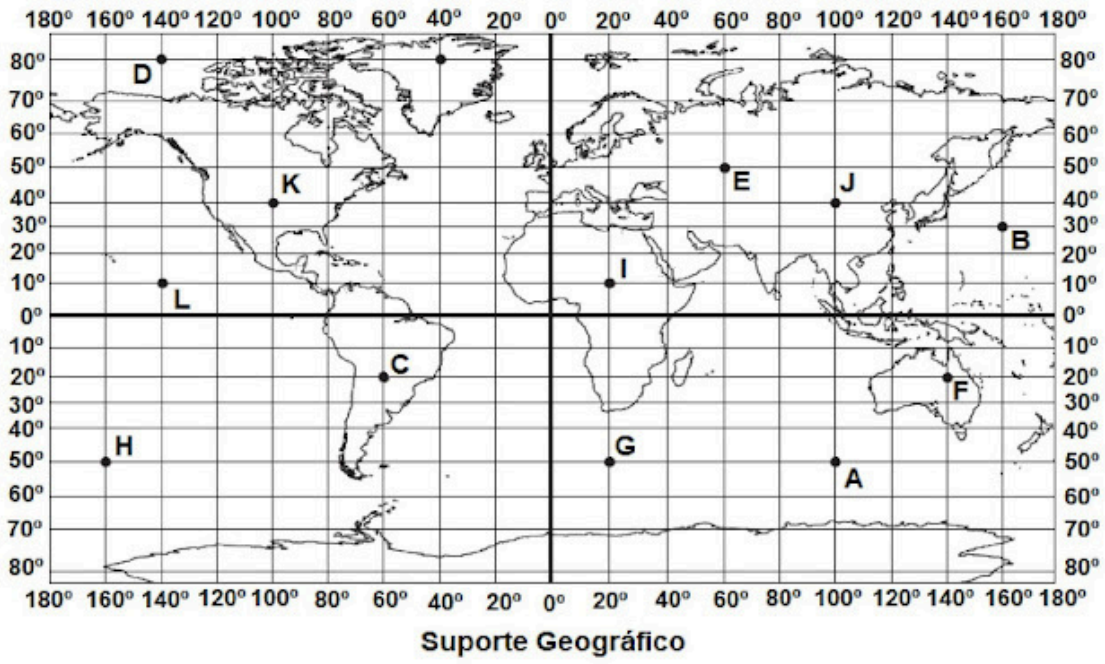 180º 160º 140º 120º 100º 80º 60º 40º 20º 0º 20º 40º 60º 80º 100º 120º 140º 160º 180º
80º D 80º
70º 70º
60º 60º
50º E 50º
K J
40º 40º
30º B 30º
20º I 20º
10º L 10º
0º 0º
10º 10º
C
20º F 20º
30º 30º
40º 40º
H G
50º A 50º
60º 60º
70º 70º
80º 80º
180º 160º 140º 120º 100º 80º 60º 40º 20º 0º 20º 40º 60º 80º 100º 120º 140º 160º 180º
Suporte Geográfico